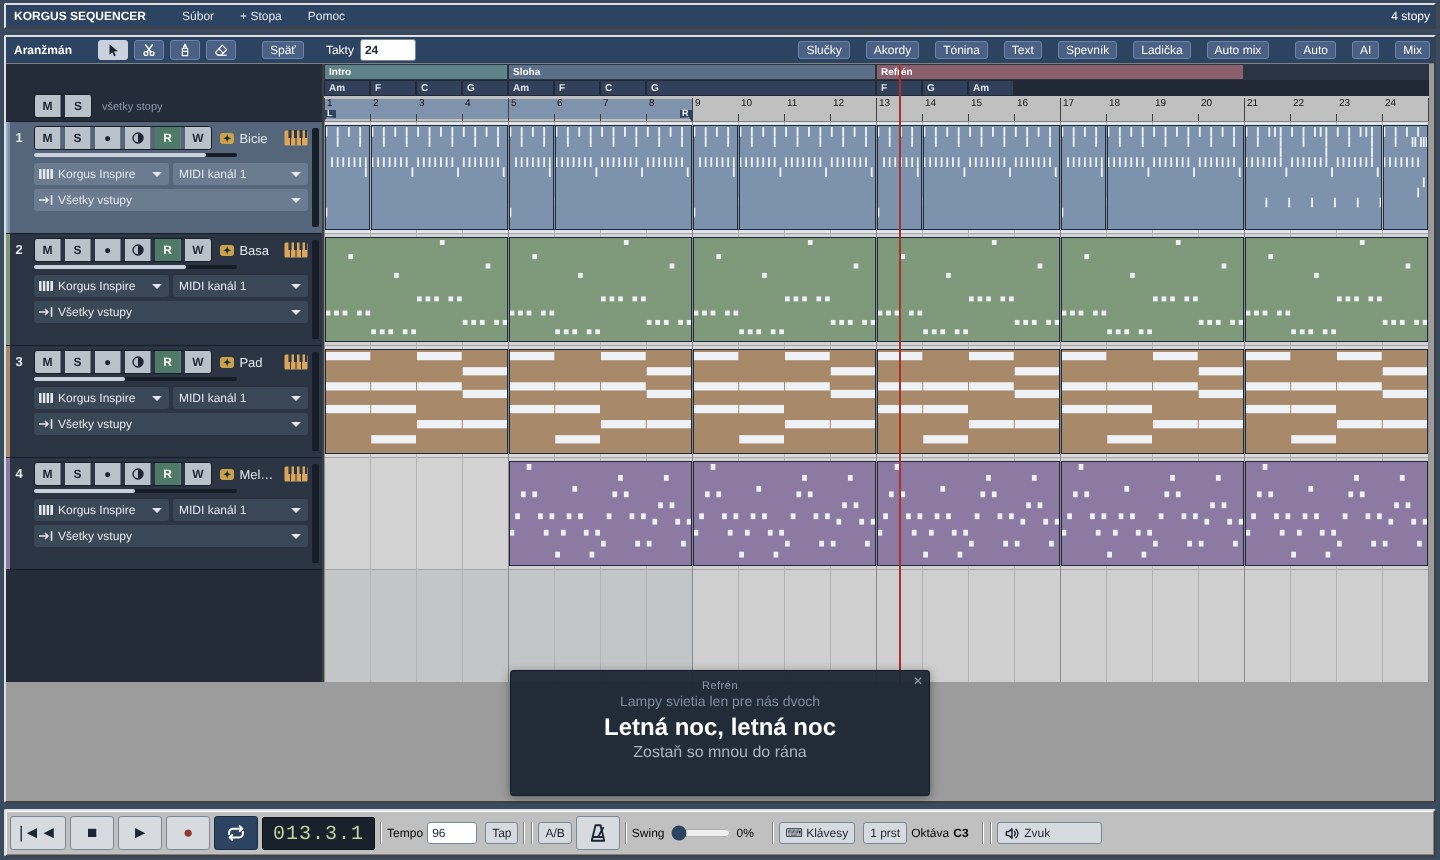 KORGUS SEQUENCER Súbor + Stopa Pomoc 4 stopy
Aranžmán Späť Takty 24 Slučky Akordy Tónina Text Spevník Ladička Auto mix Auto AI Mix
Intro Sloha Refrén
Am F C G Am F C G F G Am
M S všetky stopy
1 2 3 4 5 6 7 8 9 10 11 12 13 14 15 16 17 18 19 20 21 22 23 24
L R
1 M S R W Bicie
Korgus Inspire MIDI kanál 1
Všetky vstupy
2 M S R W Basa
Korgus Inspire MIDI kanál 1
Všetky vstupy
3 M S R W Pad
Korgus Inspire MIDI kanál 1
Všetky vstupy
4 M S R W Mel...
Korgus Inspire MIDI kanál 1
Všetky vstupy
Refrén
Lampy svietia len pre nás dvoch
Letná noc, letná noc
Zostaň so mnou do rána
013.3.1 Tempo 96 Tap A/B Swing 0% Klávesy 1 prst Oktáva C3 Zvuk